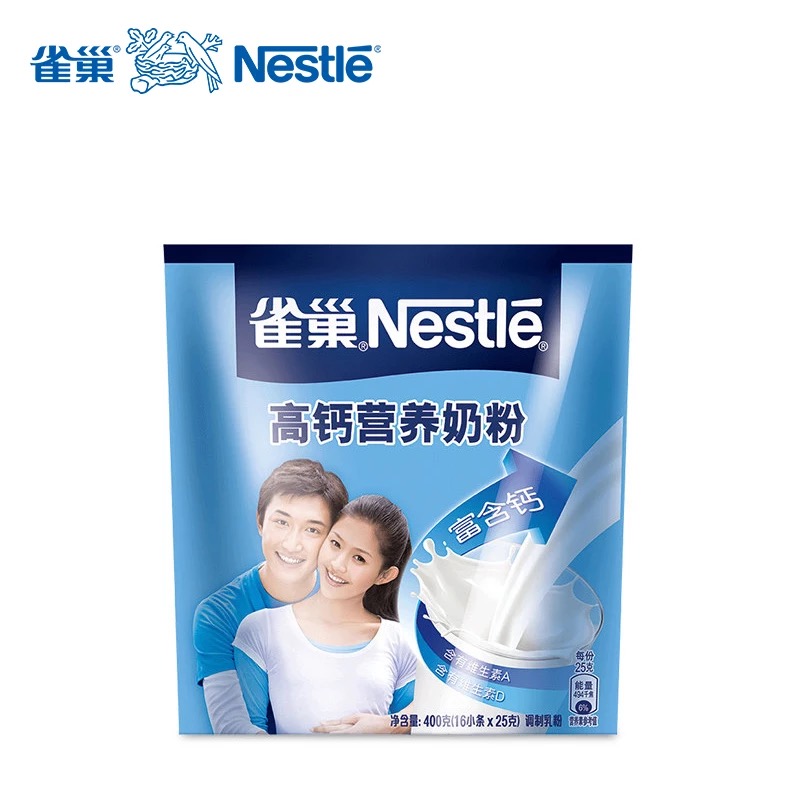 雀巢® Nestlé®
雀巢® Nestlé®
高钙营养奶粉
富含钙
含有维生素A
含有维生素D
每份
25克
能量
494千焦
6%
营养素参考值
净含量: 400克(16小条 x 25克) 调制乳粉